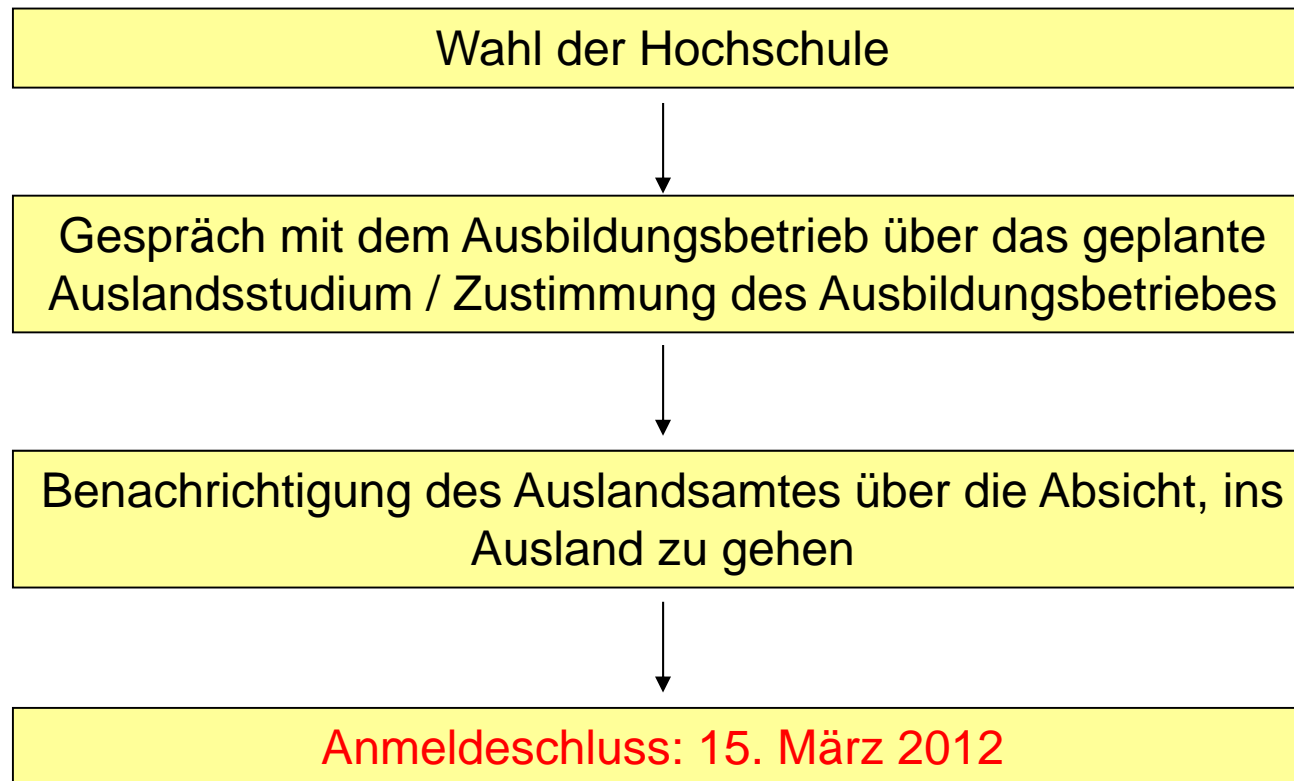 Wahl der Hochschule
Gespräch mit dem Ausbildungsbetrieb über das geplante
Auslandsstudium / Zustimmung des Ausbildungsbetriebes
Benachrichtigung des Auslandsamtes über die Absicht, ins
Ausland zu gehen
Anmeldeschluss: 15. März 2012